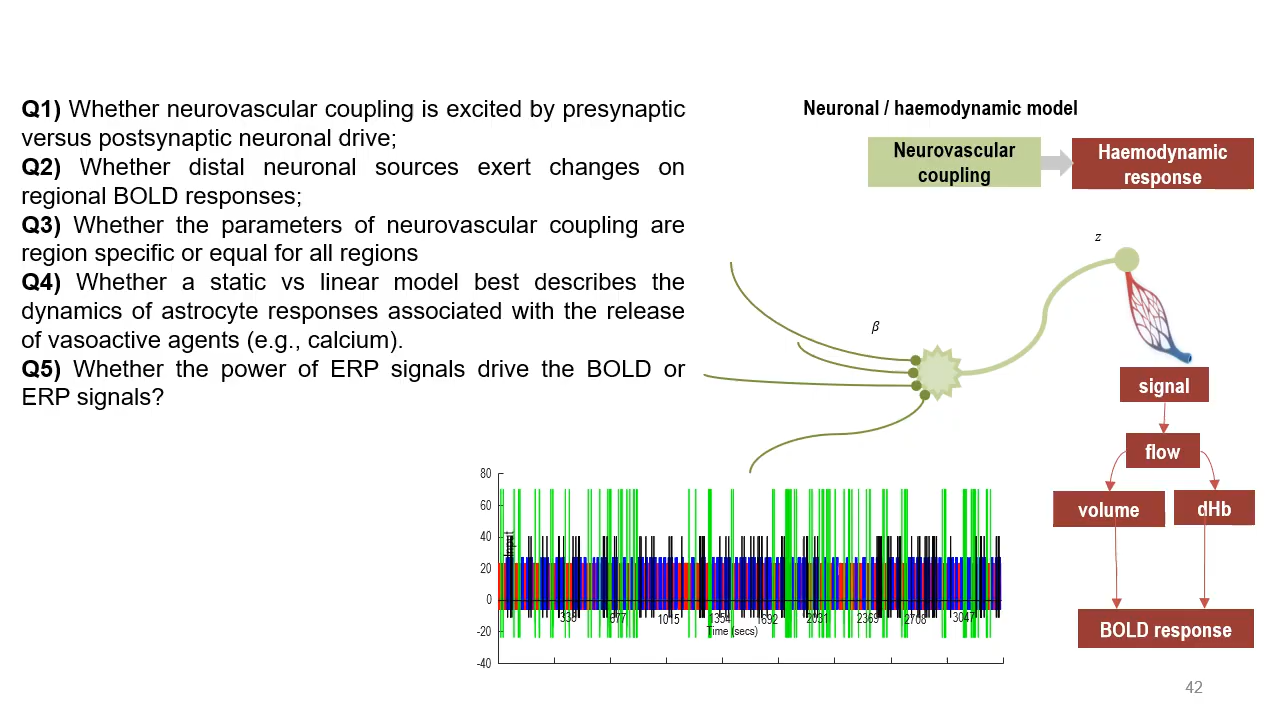 Q1) Whether neurovascular coupling is excited by presynaptic
versus postsynaptic neuronal drive;
Q2) Whether distal neuronal sources exert changes on
regional BOLD responses;
Q3) Whether the parameters of neurovascular coupling are
region specific or equal for all regions
Q4) Whether a static vs linear model best describes the
dynamics of astrocyte responses associated with the release
of vasoactive agents (e.g., calcium).
Q5) Whether the power of ERP signals drive the BOLD or
ERP signals?
Neuronal / haemodynamic model
Neurovascular
coupling
Haemodynamic
response
z
β
signal
flow
volume
dHb
BOLD response
80
60
40
20
0
-20
-40
Input
338
677
1015
1354
1692
2031
2369
2708
3047
Time (secs)
42